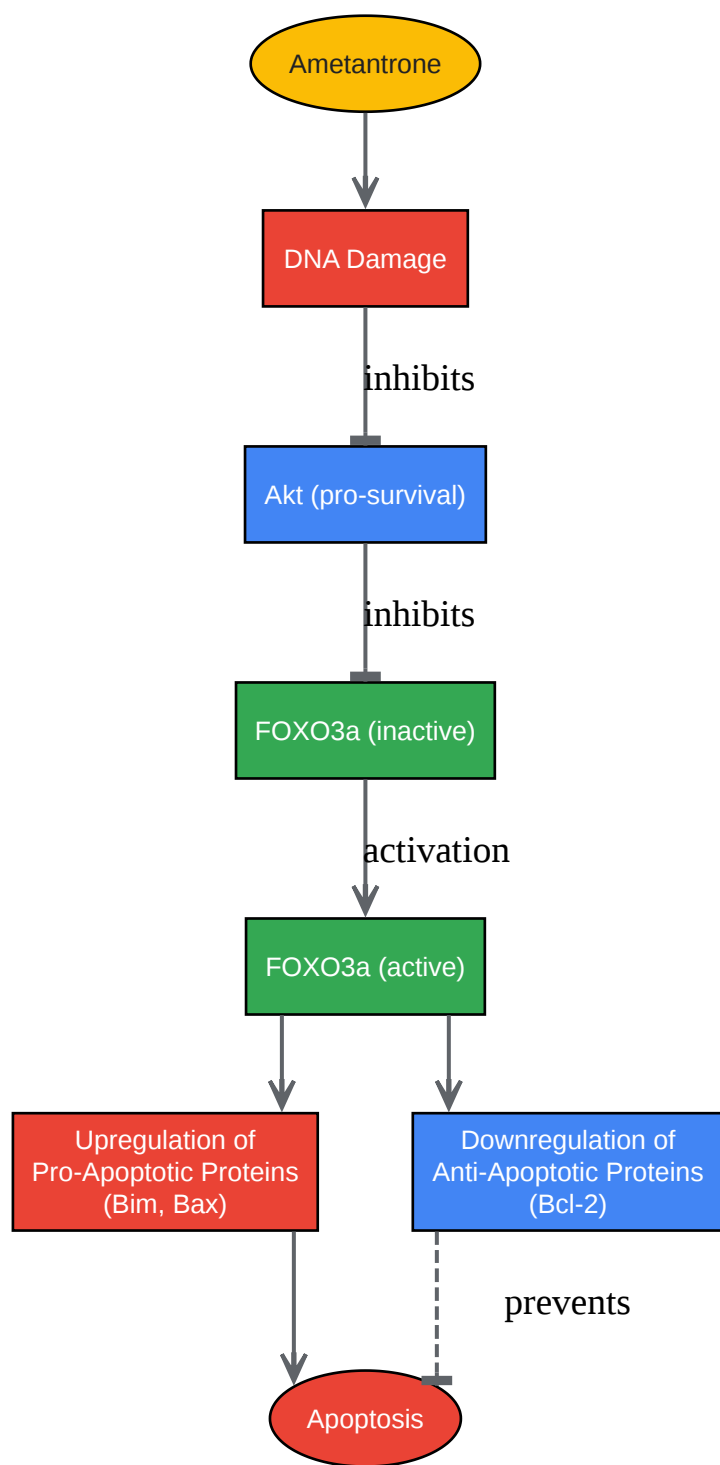 Ametantrone
DNA Damage
inhibits
Akt (pro-survival)
inhibits
FOXO3a (inactive)
activation
FOXO3a (active)
Upregulation of
Pro-Apoptotic Proteins
(Bim, Bax)
Downregulation of
Anti-Apoptotic Proteins
(Bcl-2)
prevents
Apoptosis